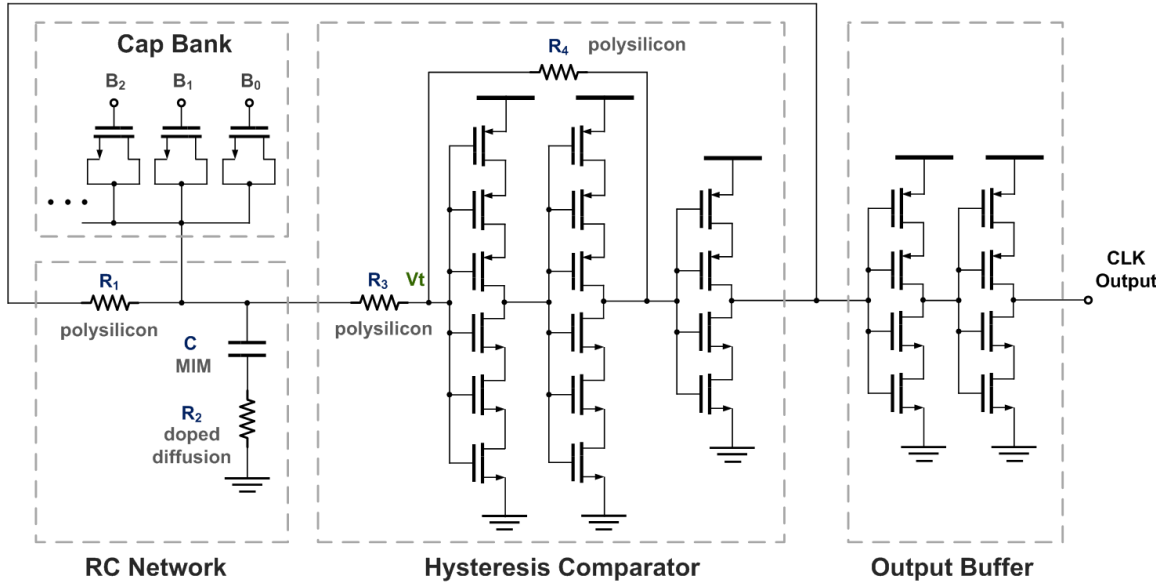 Cap Bank
B₂ B₁ B₀
R₄ polysilicon
R₁
polysilicon
C
MIM
R₂
doped
diffusion
R₃
polysilicon
Vt
CLK
Output
RC Network
Hysteresis Comparator
Output Buffer